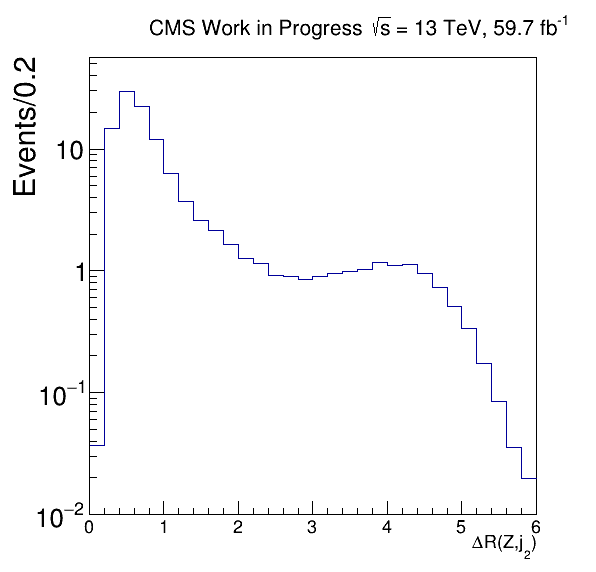 CMS Work in Progress √s = 13 TeV, 59.7 fb⁻¹
Events/0.2
10
1
10⁻¹
10⁻²
0 1 2 3 4 5 6
ΔR(Z,j₂)